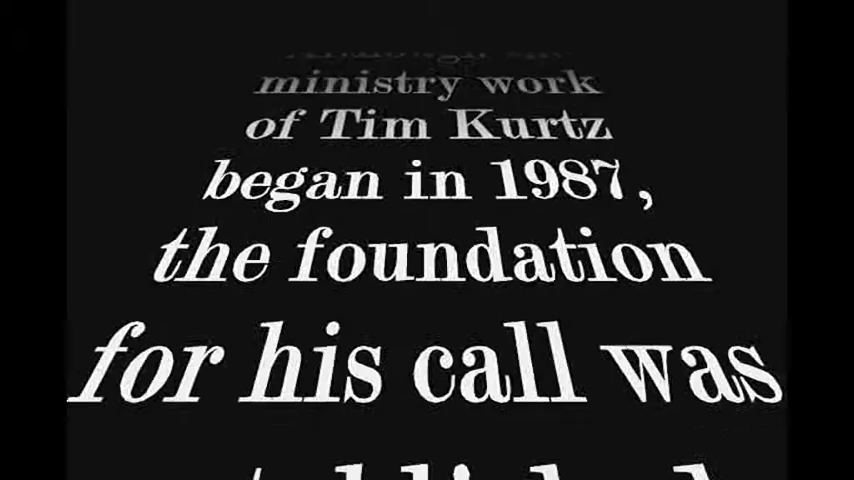 ministry work
of Tim Kurtz
began in 1987,
the foundation
for his call was